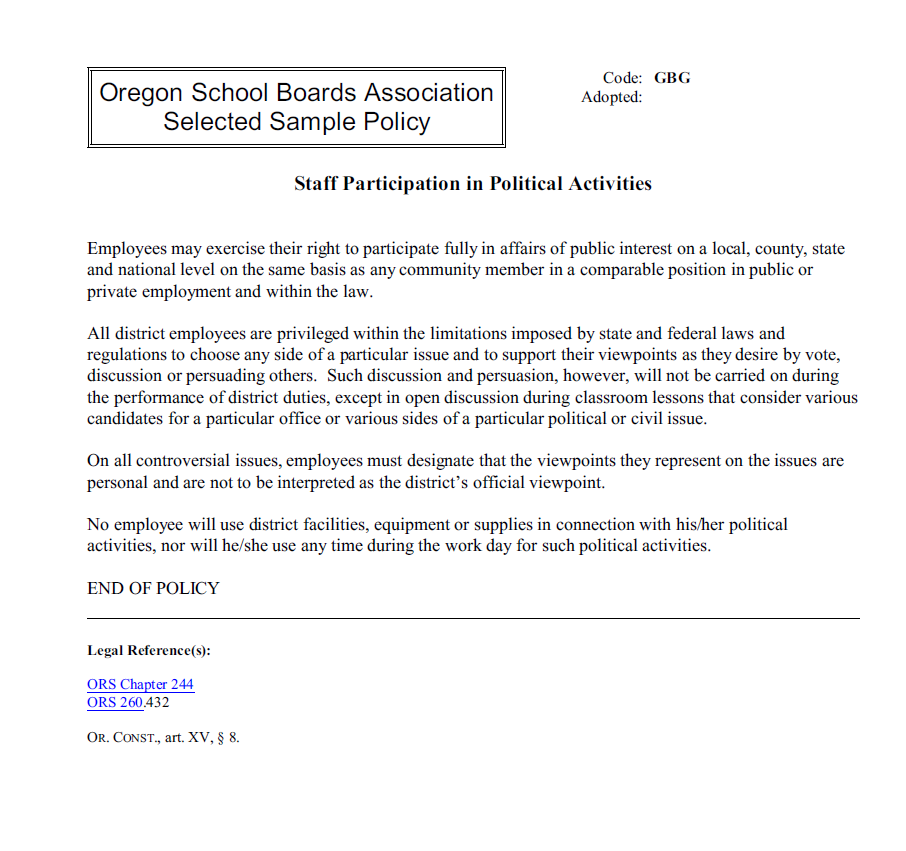 Oregon School Boards Association
Selected Sample Policy
Code: GBG
Adopted:
Staff Participation in Political Activities
Employees may exercise their right to participate fully in affairs of public interest on a local, county, state
and national level on the same basis as any community member in a comparable position in public or
private employment and within the law.
All district employees are privileged within the limitations imposed by state and federal laws and
regulations to choose any side of a particular issue and to support their viewpoints as they desire by vote,
discussion or persuading others.  Such discussion and persuasion, however, will not be carried on during
the performance of district duties, except in open discussion during classroom lessons that consider various
candidates for a particular office or various sides of a particular political or civil issue.
On all controversial issues, employees must designate that the viewpoints they represent on the issues are
personal and are not to be interpreted as the district’s official viewpoint.
No employee will use district facilities, equipment or supplies in connection with his/her political
activities, nor will he/she use any time during the work day for such political activities.
END OF POLICY
Legal Reference(s):
ORS Chapter 244
ORS 260.432
OR. CONST., art. XV, § 8.